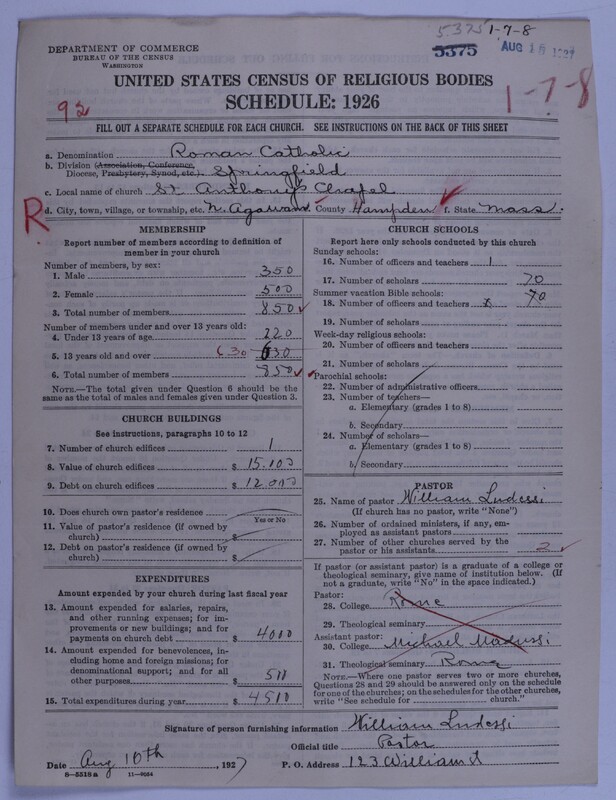 5375 1-7-8
DEPARTMENT OF COMMERCE
BUREAU OF THE CENSUS
WASHINGTON
5375
AUG 16 1927
UNITED STATES CENSUS OF RELIGIOUS BODIES
SCHEDULE: 1926
92
1-7-8
FILL OUT A SEPARATE SCHEDULE FOR EACH CHURCH. SEE INSTRUCTIONS ON THE BACK OF THIS SHEET
a. Denomination Roman Catholic
b. Division (Association, Conference,
Diocese, Presbytery, Synod, etc.) Springfield
c. Local name of church St. Anthony's Chapel
R
d. City, town, village, or township, etc. N. Agawam County Hampden f. State Mass.
MEMBERSHIP
Report number of members according to definition of
member in your church
Number of members, by sex:
1. Male 350
2. Female 500
3. Total number of members 850
Number of members under and over 13 years old:
4. Under 13 years of age 220
5. 13 years old and over 630 630
6. Total number of members 850
NOTE.—The total given under Question 6 should be
the same as the total of males and females given under Question 3.
CHURCH BUILDINGS
See instructions, paragraphs 10 to 12
7. Number of church edifices 1
8. Value of church edifices $ 15.100
9. Debt on church edifices $ 12.000
10. Does church own pastor's residence?
Yes or No
11. Value of pastor's residence (if owned by
church) $
12. Debt on pastor's residence (if owned by
church) $
EXPENDITURES
Amount expended by your church during last fiscal year
13. Amount expended for salaries, repairs,
and other running expenses; for im-
provements or new buildings; and for
payments on church debt $ 4010
14. Amount expended for benevolences, in-
cluding home and foreign missions; for
denominational support; and for all
other purposes $ 500
15. Total expenditures during year $ 4510
CHURCH SCHOOLS
Report here only schools conducted by this church
Sunday schools:
16. Number of officers and teachers 1
17. Number of scholars 70
Summer vacation Bible schools:
18. Number of officers and teachers 70
19. Number of scholars
Week-day religious schools:
20. Number of officers and teachers
21. Number of scholars
Parochial schools:
22. Number of administrative officers
23. Number of teachers—
a. Elementary (grades 1 to 8)
b. Secondary
24. Number of scholars—
a. Elementary (grades 1 to 8)
b. Secondary
PASTOR
25. Name of pastor William Ludessi
(If church has no pastor, write "None")
26. Number of ordained ministers, if any, em-
ployed as assistant pastors
27. Number of other churches served by the
pastor or his assistants 2
If pastor (or assistant pastor) is a graduate of a college or
theological seminary, give name of institution below. (If
not a graduate, write "No" in the space indicated.)
Pastor:
28. College Rome
29. Theological seminary
Assistant pastor:
30. College Michael Madussi
31. Theological seminary Rome
NOTE.—Where one pastor serves two or more churches,
Questions 28 and 29 should be answered only on the schedule
for one of the churches; on the schedules for the other churches,
write "See schedule for church."
Signature of person furnishing information William Ludessi
Official title Pastor
Date Aug 10th, 1927 P. O. Address 123 William St
8-5518 a 11-9034